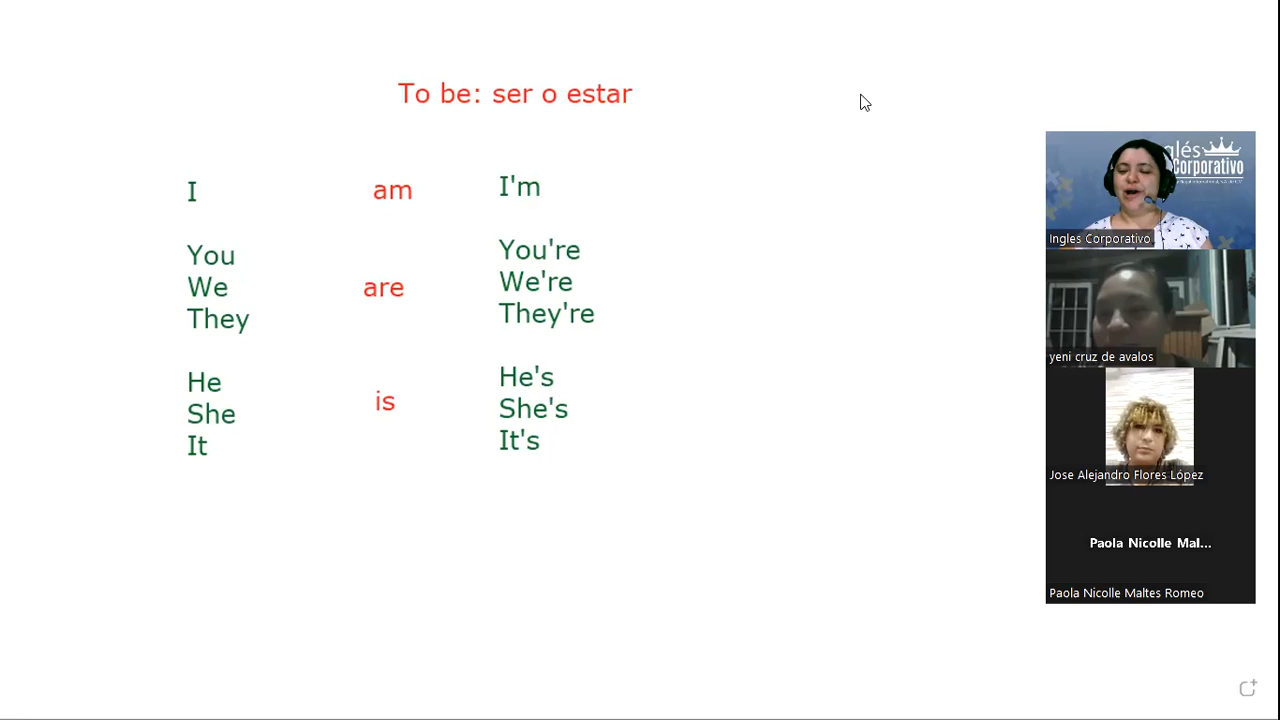 To be: ser o estar
I am I'm
You You're
We are We're
They They're
He He's
She is She's
It It's
glés
Corporativo
Ingles Corporativo
yeni cruz de avalos
Jose Alejandro Flores López
Paola Nicolle Mal...
Paola Nicolle Maltes Romeo